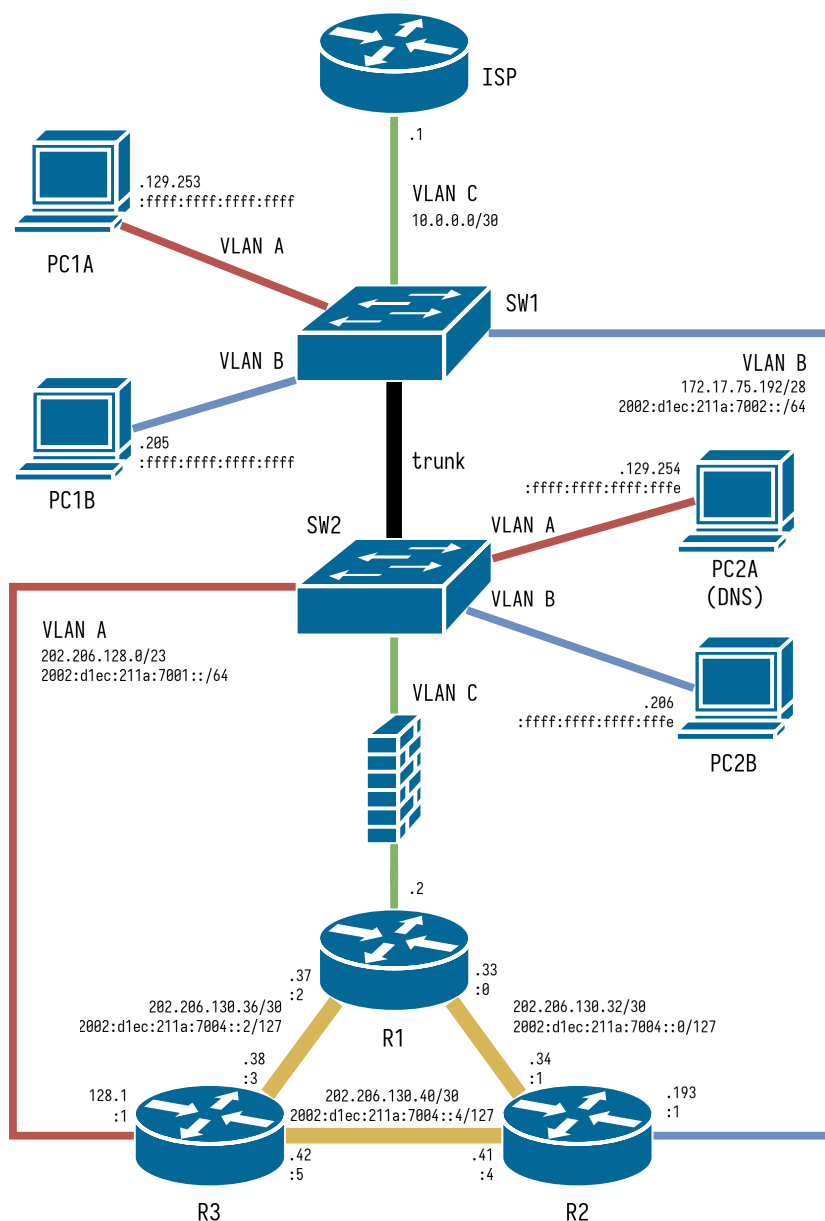 ISP
.1
VLAN C
10.0.0.0/30
.129.253
:ffff:ffff:ffff:ffff
VLAN A
PC1A
SW1
VLAN B
VLAN B
172.17.75.192/28
2002:d1ec:211a:7002::/64
.205
:ffff:ffff:ffff:ffff
PC1B
trunk
.129.254
:ffff:ffff:ffff:fffe
SW2
VLAN A
PC2A
(DNS)
VLAN B
VLAN A
202.206.128.0/23
2002:d1ec:211a:7001::/64
VLAN C
.206
:ffff:ffff:ffff:fffe
PC2B
.2
.37
:2
.33
:0
202.206.130.36/30
2002:d1ec:211a:7004::2/127
202.206.130.32/30
2002:d1ec:211a:7004::0/127
R1
.38
:3
.34
:1
128.1
:1
202.206.130.40/30
2002:d1ec:211a:7004::4/127
.193
:1
.42
:5
.41
:4
R3
R2